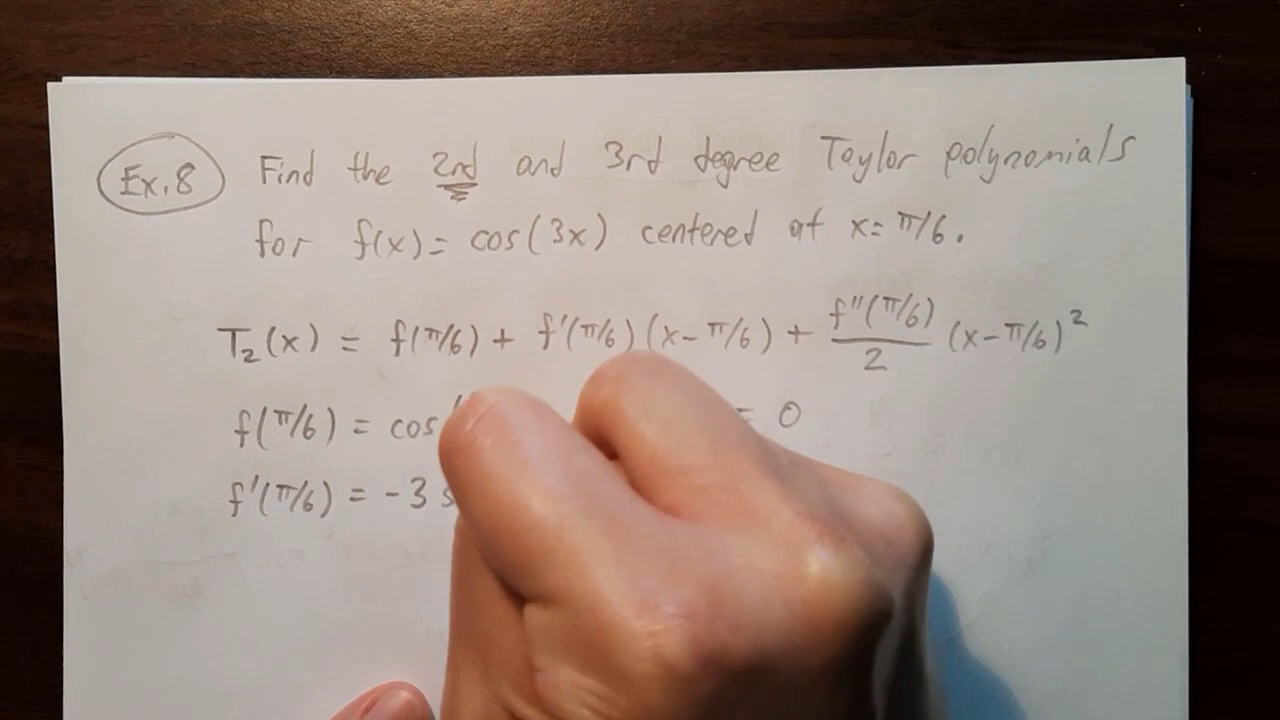 Ex. 8 Find the 2nd and 3rd degree Taylor polynomials
for f(x) = cos(3x) centered at x = π/6.
T₂(x) = f(π/6) + f'(π/6)(x-π/6) + f''(π/6)/2 (x-π/6)²
f(π/6) = cos = 0
f'(π/6) = -3